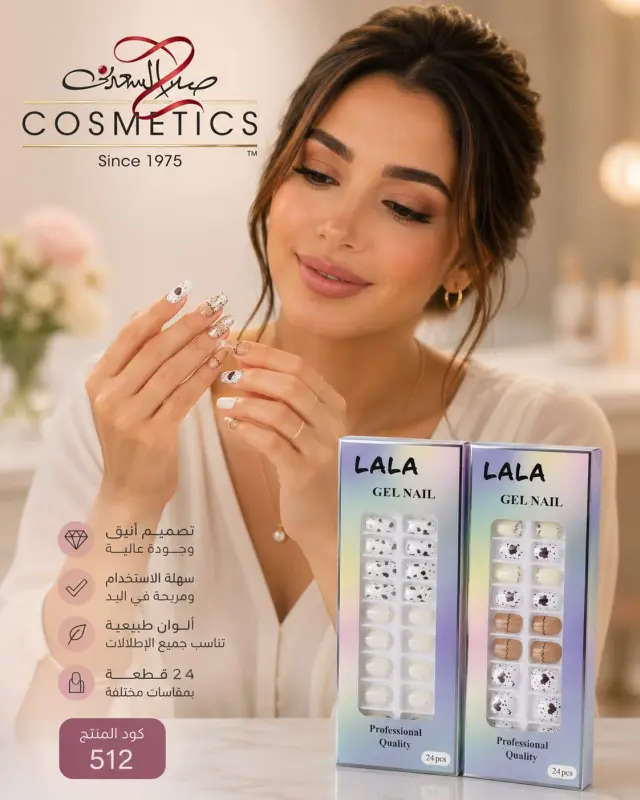 صلاح السعدني
COSMETICS
Since 1975
TM
تصميم أنيق
وجودة عالية
سهلة الاستخدام
ومريحة في اليد
ألوان طبيعية
تناسب جميع الإطلالات
24 قطعة
بمقاسات مختلفة
كود المنتج
512
LALA
GEL NAIL
Professional
Quality
24pcs
LALA
GEL NAIL
Professional
Quality
24pcs